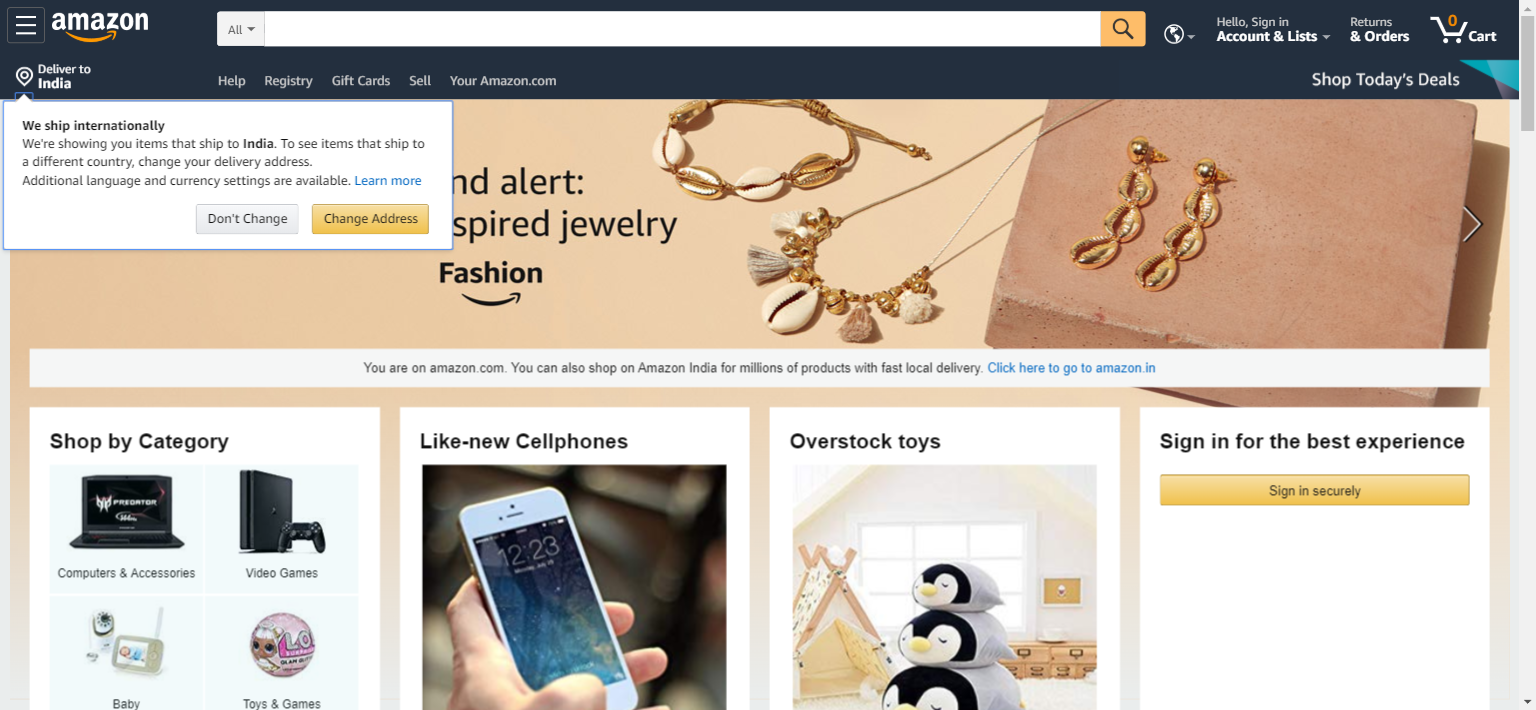 amazon
All
Hello, Sign in
Account & Lists
Returns
& Orders
0
Cart
Deliver to
India
Help
Registry
Gift Cards
Sell
Your Amazon.com
Shop Today's Deals
We ship internationally
We're showing you items that ship to India. To see items that ship to
a different country, change your delivery address.
Additional language and currency settings are available. Learn more
Don't Change
Change Address
nd alert:
spired jewelry
Fashion
You are on amazon.com. You can also shop on Amazon India for millions of products with fast local delivery. Click here to go to amazon.in
Shop by Category
PREDATOR
Computers & Accessories
Video Games
Baby
L.O.L
SURPRISE
GLAM GLITTER
Toys & Games
Like-new Cellphones
12:23
Overstock toys
Sign in for the best experience
Sign in securely